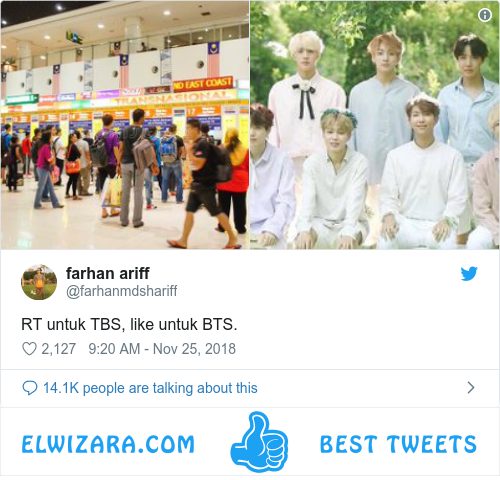 ND EAST COAST
TRANSNASIONAL
farhan ariff
@farhanmdshariff
RT untuk TBS, like untuk BTS.
2,127 9:20 AM - Nov 25, 2018
14.1K people are talking about this
ELWIZARA.COM BEST TWEETS